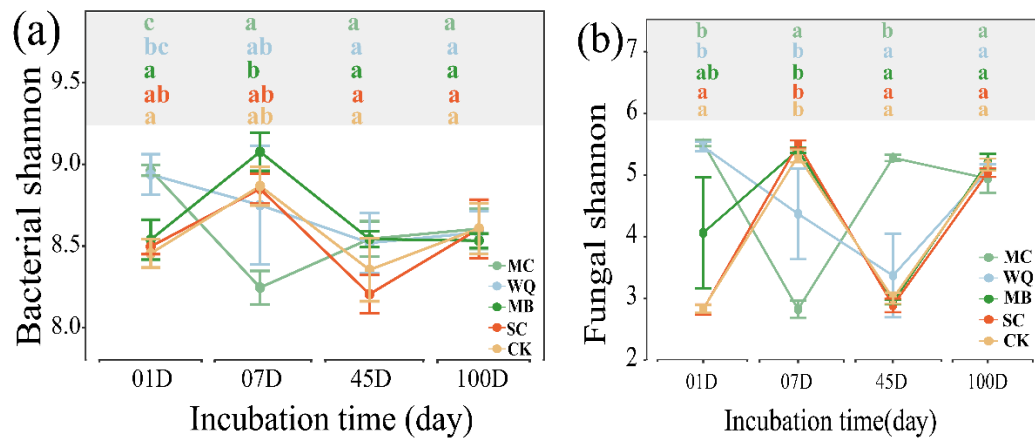 (a)
Bacterial shannon
c a a a
bc ab a a
a b a a
ab ab a a
a ab a a
9.5
9.0
8.5
8.0
MC
WQ
MB
SC
CK
01D 07D 45D 100D
Incubation time (day)
(b)
Fungal shannon
b a b a
b b a a
ab b a a
a b a a
a b a a
7
6
5
4
3
2
MC
WQ
MB
SC
CK
01D 07D 45D 100D
Incubation time(day)